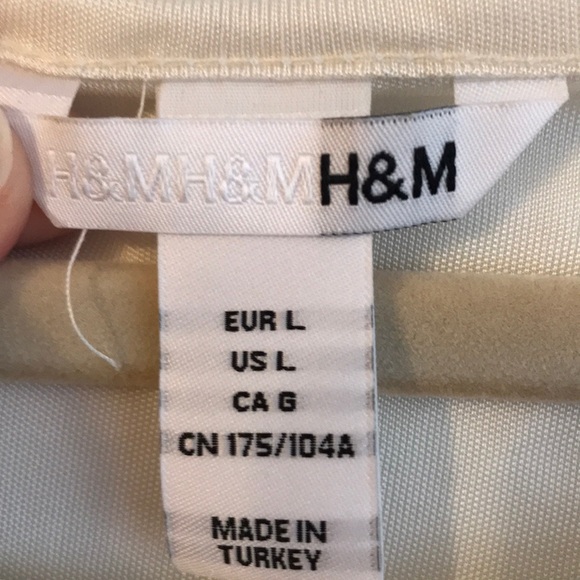 H&MH&MH&M
EUR L
US L
CA G
CN 175/104A
MADE IN
TURKEY